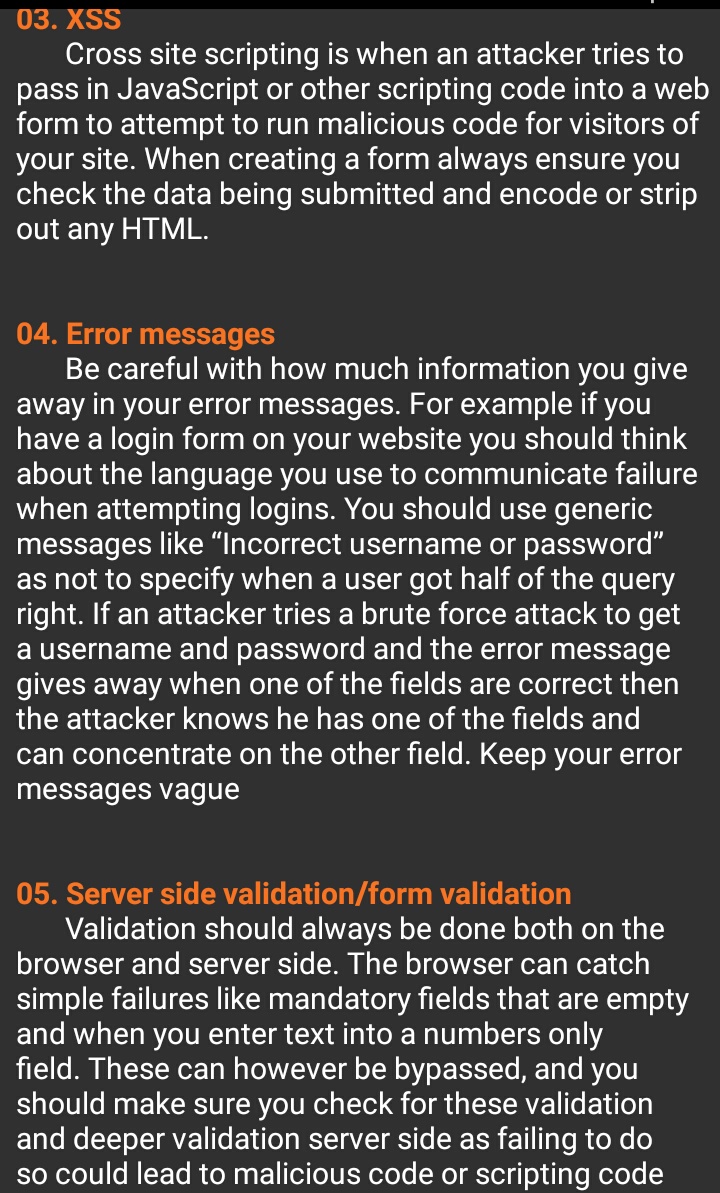 03. XSS
Cross site scripting is when an attacker tries to
pass in JavaScript or other scripting code into a web
form to attempt to run malicious code for visitors of
your site. When creating a form always ensure you
check the data being submitted and encode or strip
out any HTML.
04. Error messages
Be careful with how much information you give
away in your error messages. For example if you
have a login form on your website you should think
about the language you use to communicate failure
when attempting logins. You should use generic
messages like “Incorrect username or password”
as not to specify when a user got half of the query
right. If an attacker tries a brute force attack to get
a username and password and the error message
gives away when one of the fields are correct then
the attacker knows he has one of the fields and
can concentrate on the other field. Keep your error
messages vague
05. Server side validation/form validation
Validation should always be done both on the
browser and server side. The browser can catch
simple failures like mandatory fields that are empty
and when you enter text into a numbers only
field. These can however be bypassed, and you
should make sure you check for these validation
and deeper validation server side as failing to do
so could lead to malicious code or scripting code